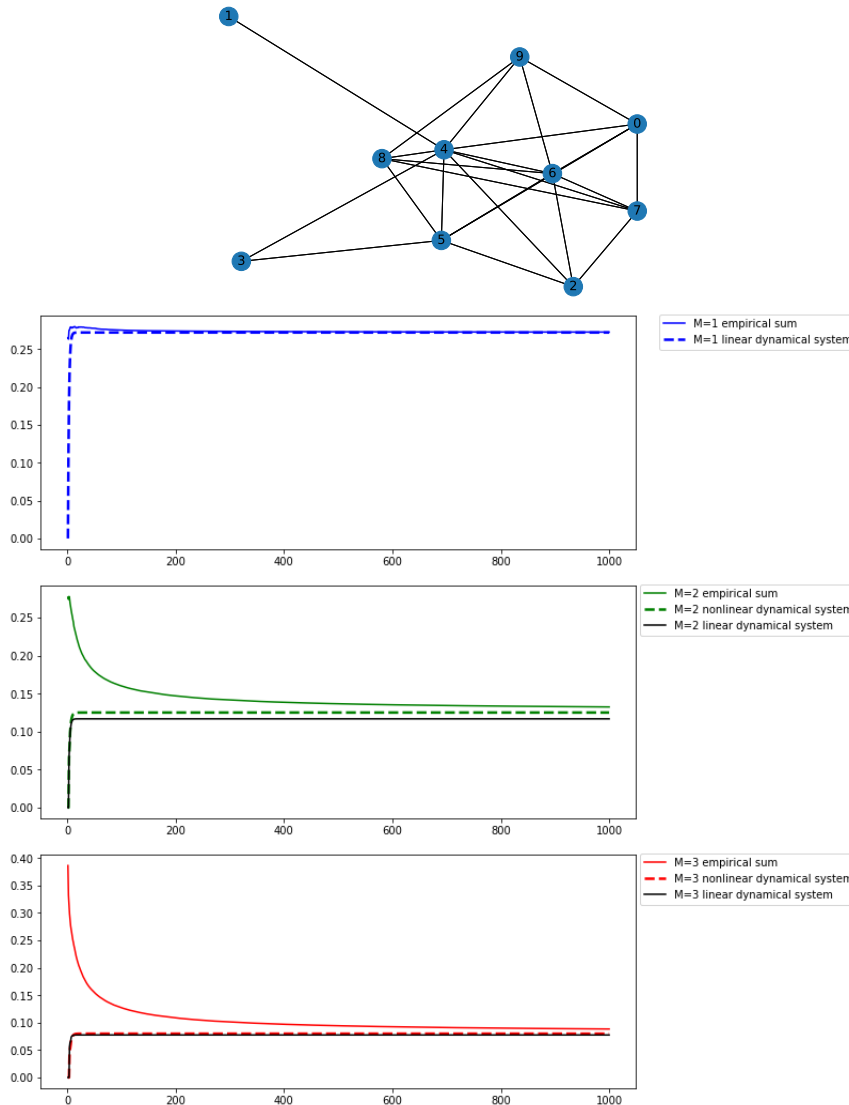 1
9
0
4
8
6
7
5
3
2
0.25
0.20
0.15
0.10
0.05
0.00
0 200 400 600 800 1000
M=1 empirical sum
M=1 linear dynamical system
0.25
0.20
0.15
0.10
0.05
0.00
0 200 400 600 800 1000
M=2 empirical sum
M=2 nonlinear dynamical system
M=2 linear dynamical system
0.40
0.35
0.30
0.25
0.20
0.15
0.10
0.05
0.00
0 200 400 600 800 1000
M=3 empirical sum
M=3 nonlinear dynamical system
M=3 linear dynamical system